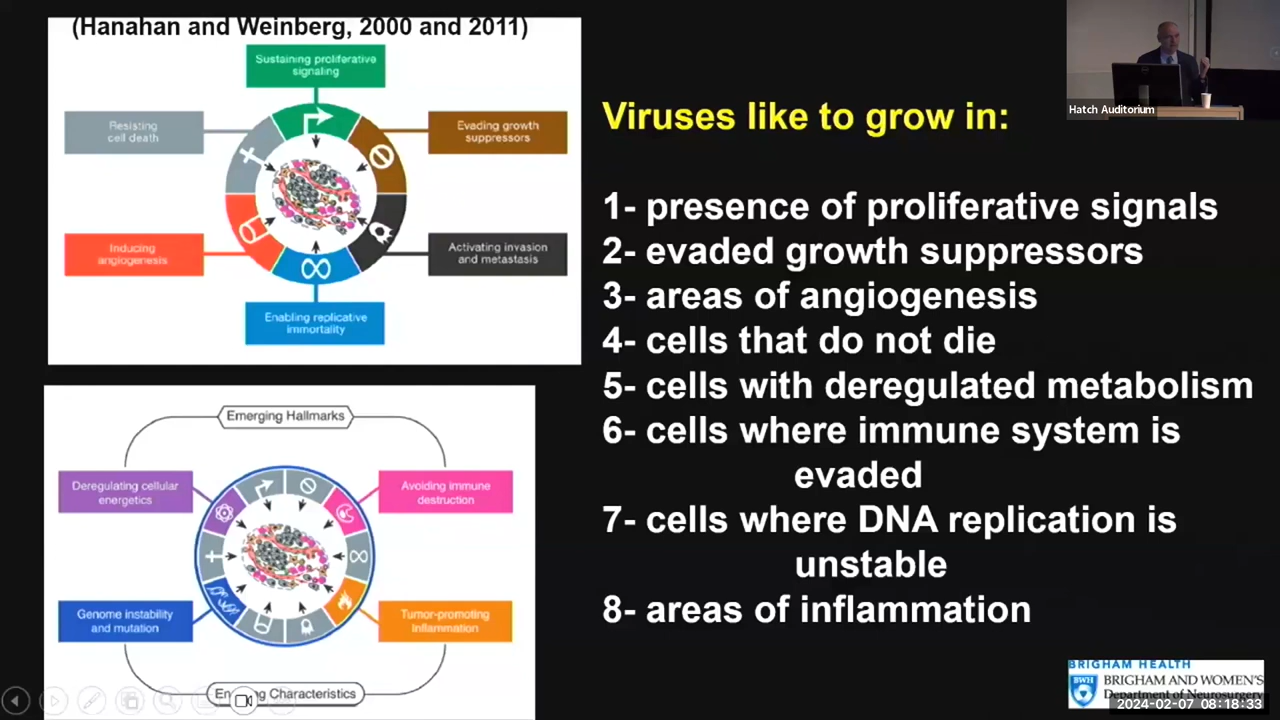 (Hanahan and Weinberg, 2000 and 2011)
Sustaining proliferative
signaling
Resisting
cell death
Evading growth
suppressors
Inducing
angiogenesis
Activating invasion
and metastasis
Enabling replicative
immortality
Emerging Hallmarks
Deregulating cellular
energetics
Avoiding immune
destruction
Genome instability
and mutation
Tumor-promoting
Inflammation
Characteristics
Viruses like to grow in:
1- presence of proliferative signals
2- evaded growth suppressors
3- areas of angiogenesis
4- cells that do not die
5- cells with deregulated metabolism
6- cells where immune system is
evaded
7- cells where DNA replication is
unstable
8- areas of inflammation
Hatch Auditorium
BRIGHAM HEALTH
BWH
BRIGHAM AND WOMEN'S
Department of Neurosurgery
2024-02-07 08:18:33